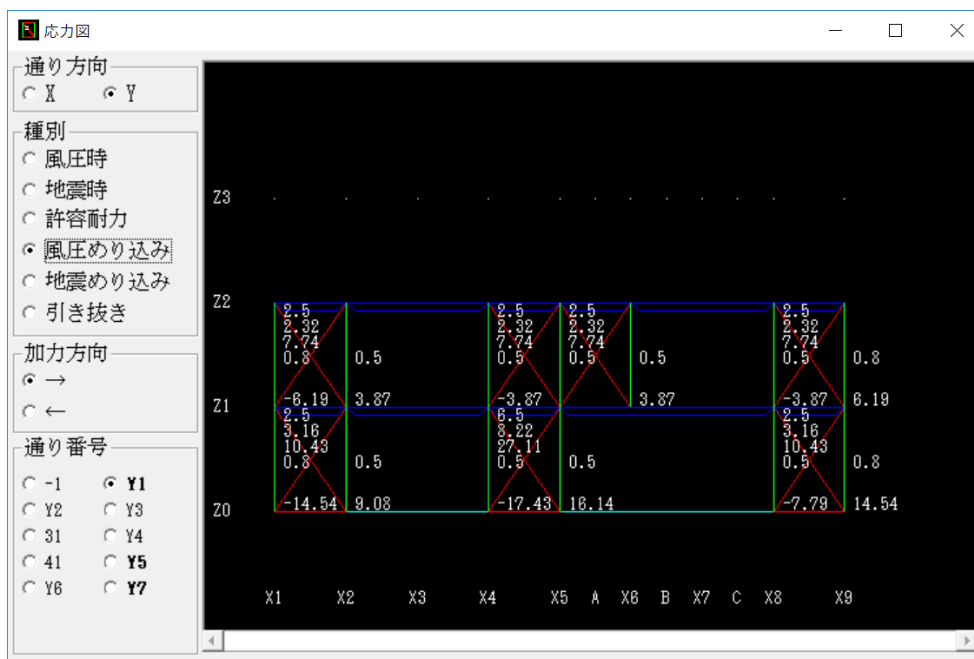 応力図
通り方向
X Y
種別
風圧時
地震時
許容耐力
風圧めり込み
地震めり込み
引き抜き
加力方向
→
←
通り番号
-1 Y1
Y2 Y3
31 Y4
41 Y5
Y6 Y7
Z3
Z2
2.5 2.5 2.5 2.5
2.32 2.32 2.32 2.32
7.74 7.74 7.74 7.74
0.8 0.5 0.5 0.5 0.5 0.5 0.8
Z1
-6.19 3.87 -3.87 3.87 -3.87 6.19
2.5 6.5 2.5
3.16 8.22 3.16
10.43 27.11 10.43
0.8 0.5 0.5 0.5 0.5 0.8
Z0
-14.54 9.08 -17.43 16.14 -7.79 14.54
X1 X2 X3 X4 X5 A X6 B X7 C X8 X9